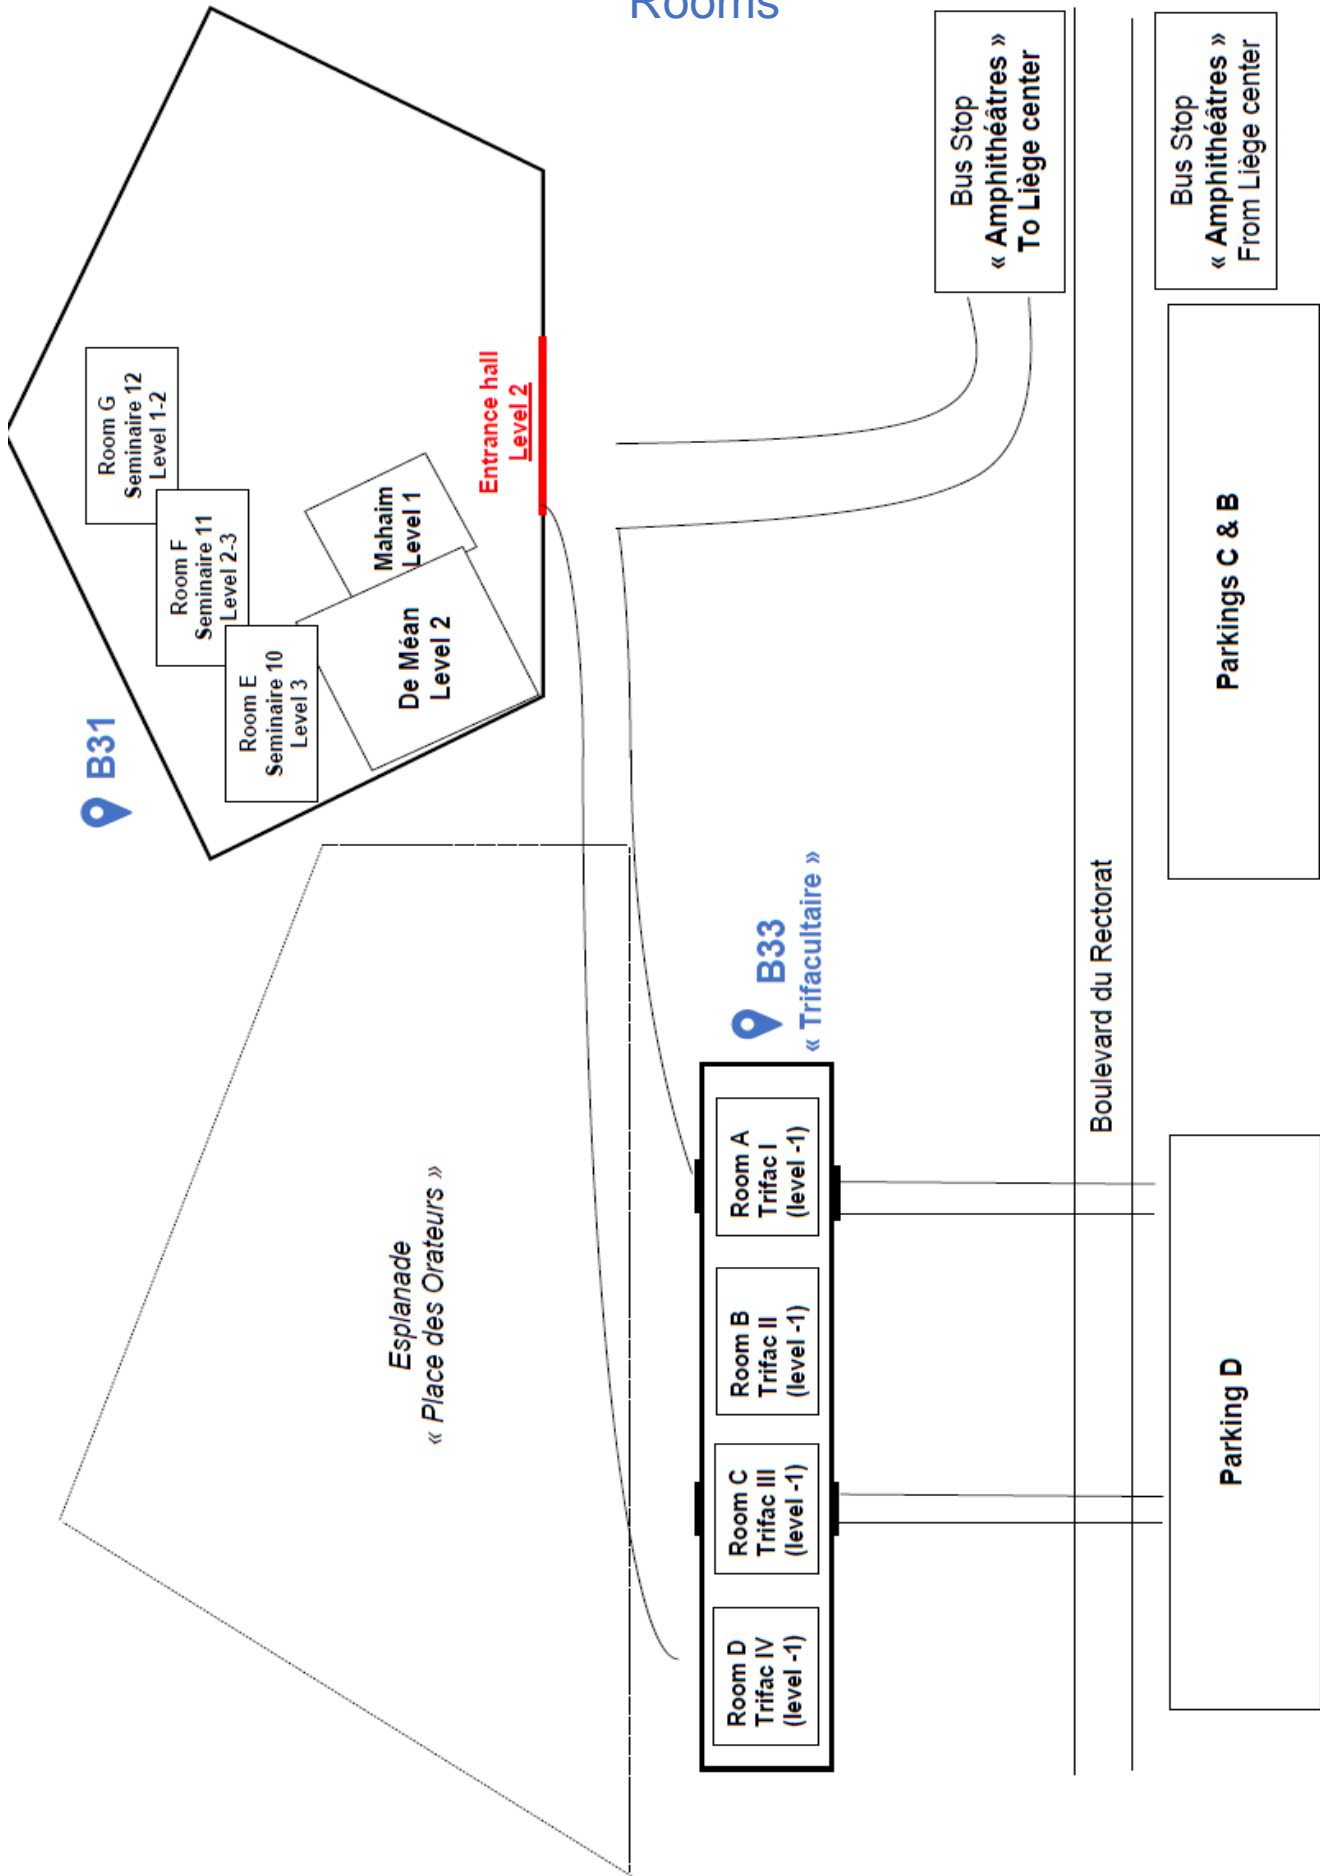 Rooms
B31
Room G
Seminaire 12
Level 1-2
Room F
Seminaire 11
Level 2-3
Room E
Seminaire 10
Level 3
Mahaim
Level 1
De Méan
Level 2
Entrance hall
Level 2
Esplanade
« Place des Orateurs »
B33
« Trifacultaire »
Room D
Trifac IV
(level -1)
Room C
Trifac III
(level -1)
Room B
Trifac II
(level -1)
Room A
Trifac I
(level -1)
Bus Stop
« Amphithéâtres »
To Liège center
Boulevard du Rectorat
Bus Stop
« Amphithéâtres »
From Liège center
Parking D
Parkings C & B